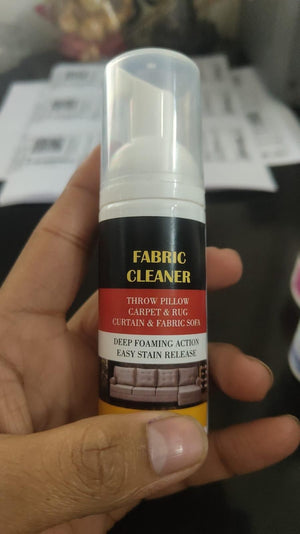 FABRIC
CLEANER
THROW PILLOW
CARPET & RUG
CURTAIN & FABRIC SOFA
DEEP FOAMING ACTION
EASY STAIN RELEASE